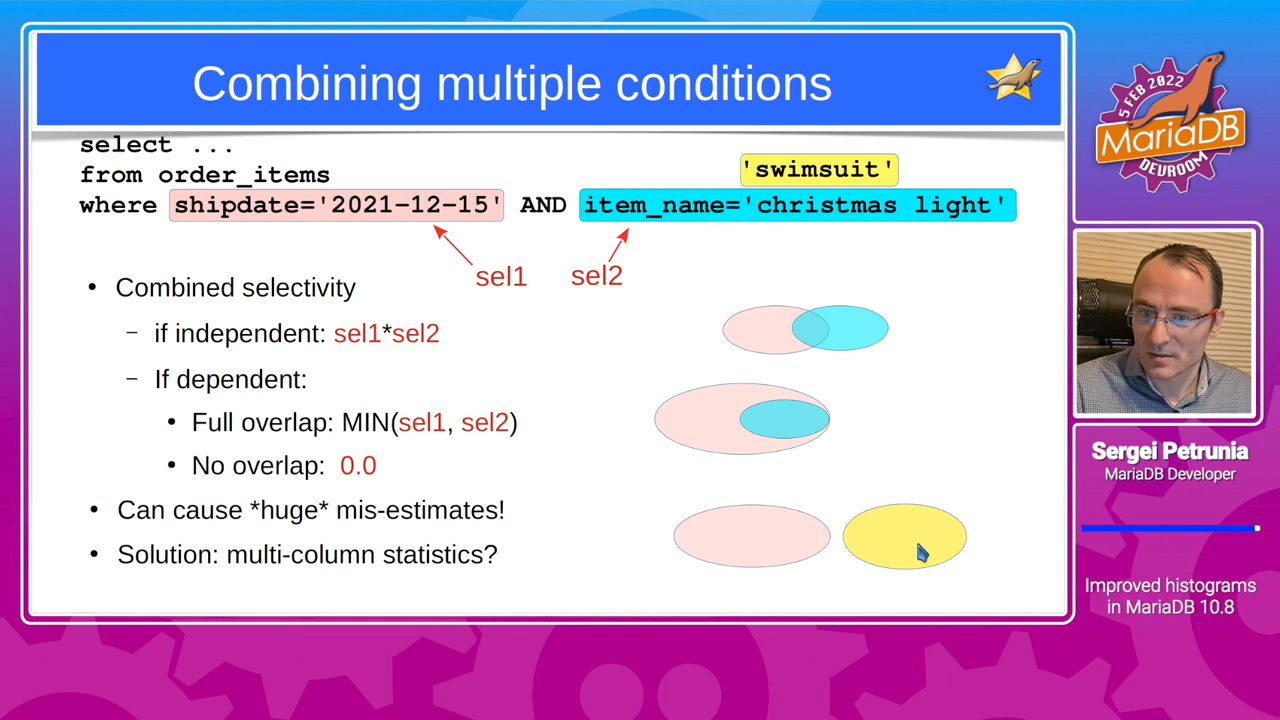 Combining multiple conditions
select ...
from order_items
'swimsuit'
where shipdate='2021-12-15' AND item_name='christmas light'
sel1 sel2
• Combined selectivity
– if independent: sel1*sel2
– If dependent:
• Full overlap: MIN(sel1, sel2)
• No overlap: 0.0
• Can cause *huge* mis-estimates!
• Solution: multi-column statistics?
5 FEB 2022
MariaDB
DEVROOM
Sergei Petrunia
MariaDB Developer
Improved histograms
in MariaDB 10.8